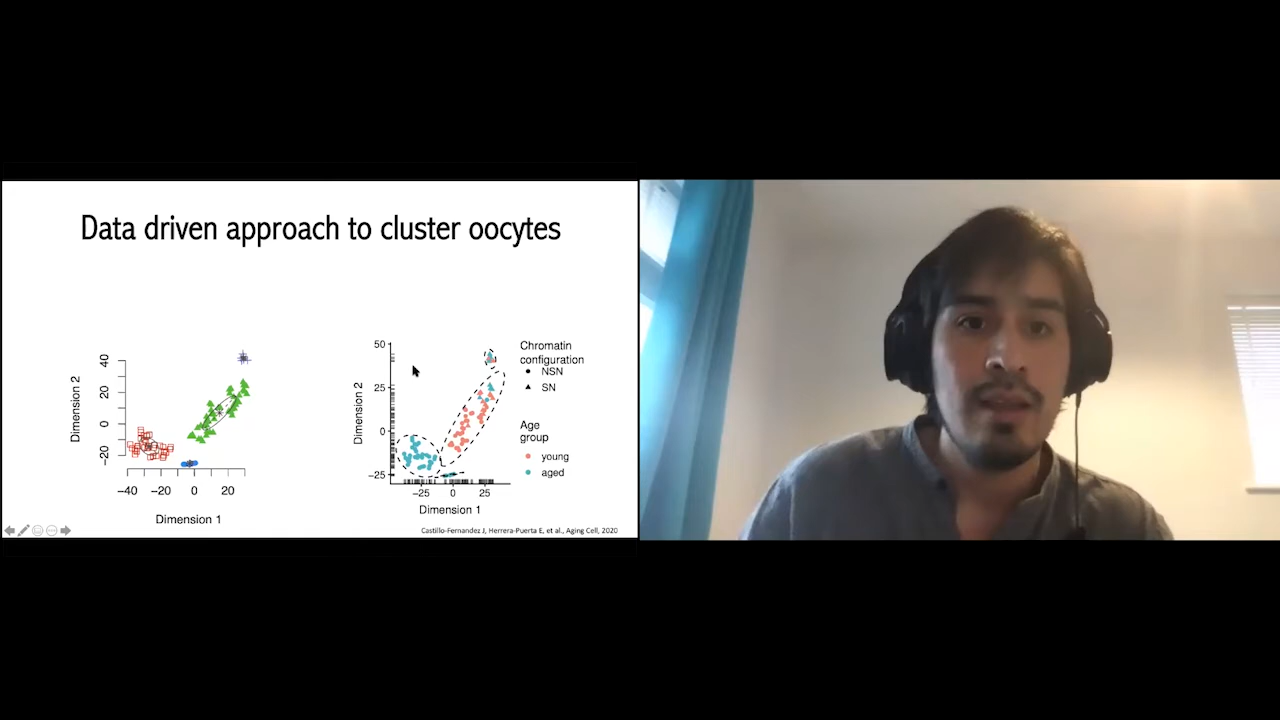 Data driven approach to cluster oocytes
Dimension 2
40
20
0
−20
−40
−20
0
20
Dimension 1
Dimension 2
50
25
0
−25
−25
0
25
Dimension 1
Chromatin
configuration
NSN
SN
Age
group
young
aged
Castillo-Fernandez J, Herrera-Puerta E, et al., Aging Cell, 2020